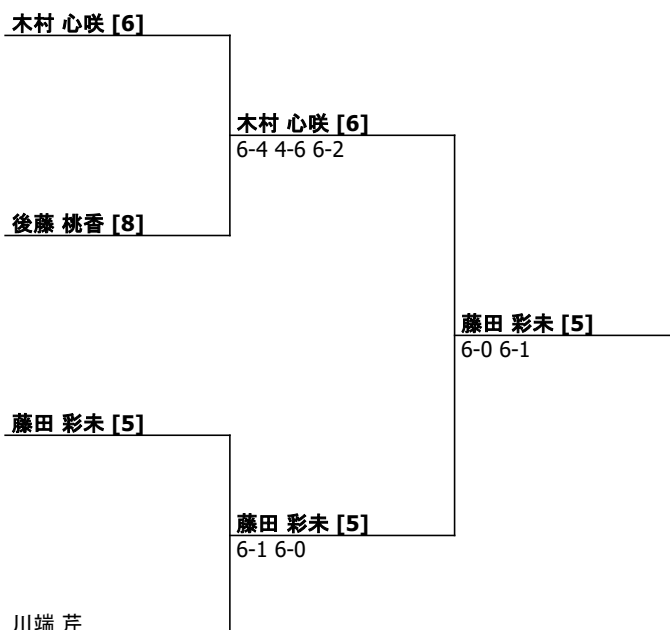 木村 心咲 [6]
木村 心咲 [6]
6-4 4-6 6-2
後藤 桃香 [8]
藤田 彩未 [5]
6-0 6-1
藤田 彩未 [5]
藤田 彩未 [5]
6-1 6-0
川端 芹